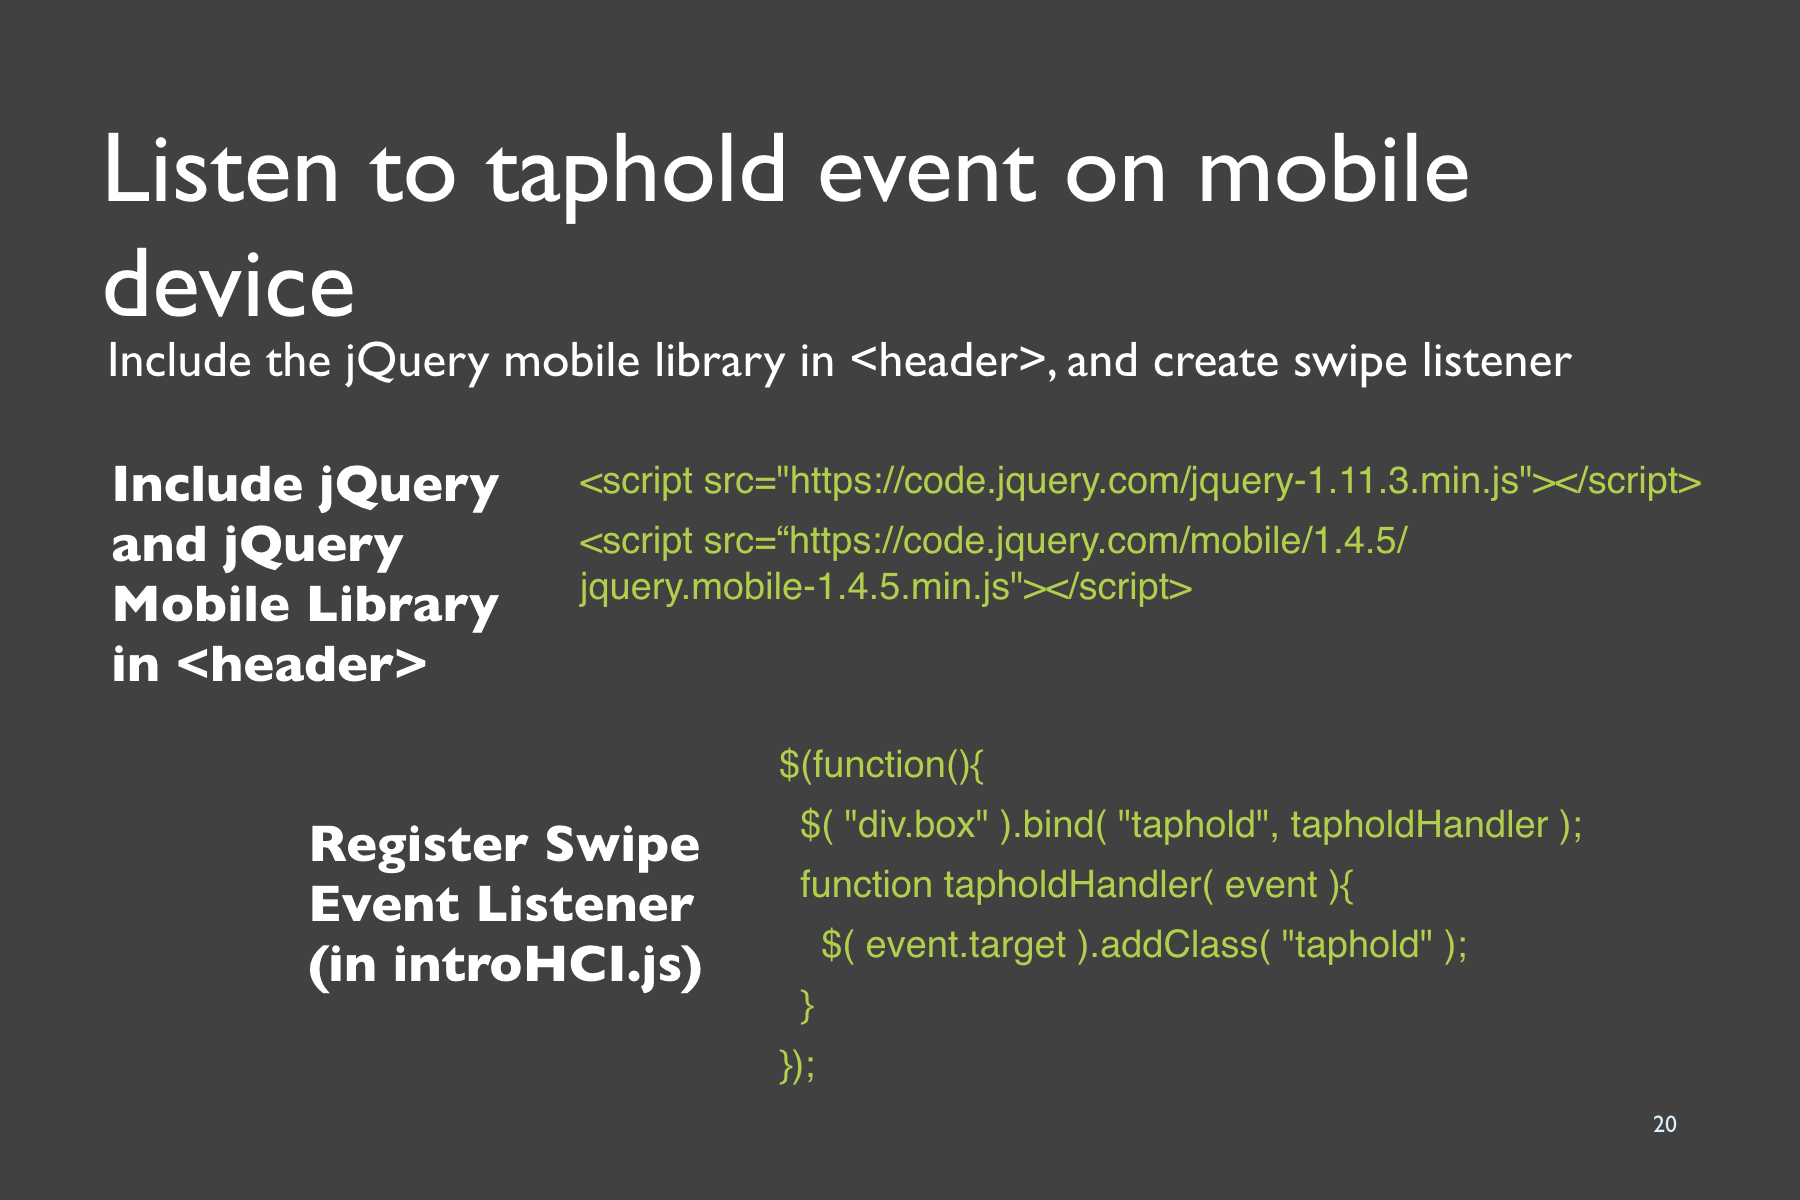 Listen to taphold event on mobile
device
Include the jQuery mobile library in <header>, and create swipe listener
Include jQuery
and jQuery
Mobile Library
in <header>
<script src="https://code.jquery.com/jquery-1.11.3.min.js"></script>
<script src=“https://code.jquery.com/mobile/1.4.5/
jquery.mobile-1.4.5.min.js"></script>
Register Swipe
Event Listener
(in introHCI.js)
$(function(){
  $( "div.box" ).bind( "taphold", tapholdHandler );
  function tapholdHandler( event ){
    $( event.target ).addClass( "taphold" );
  }
});
20